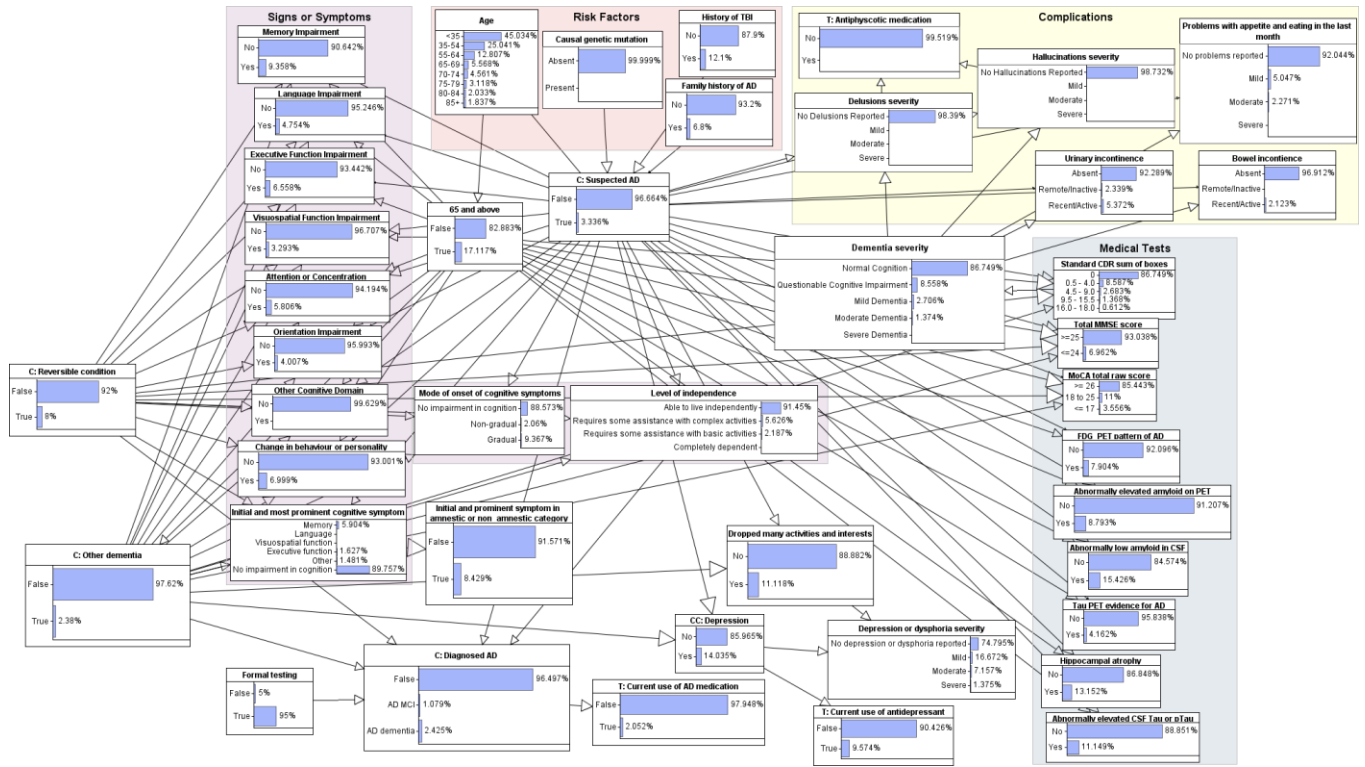 Signs or Symptoms
Memory Impairment
No 90.642%
Yes 9.358%
Language Impairment
No 95.246%
Yes 4.754%
Executive Function Impairment
No 93.442%
Yes 6.558%
Visuospatial Function Impairment
No 96.707%
Yes 3.293%
Attention or Concentration
No 94.194%
Yes 5.806%
Orientation Impairment
No 95.993%
Yes 4.007%
Other Cognitive Domain
No 99.629%
Yes
Change in behaviour or personality
No 93.001%
Yes 6.999%
Initial and most prominent cognitive symptom
Memory 5.904%
Language
Visuospatial function
Executive function 1.627%
Other 1.481%
No impairment in cognition 89.757%
Risk Factors
Age
<35 45.034%
35-54 25.041%
55-64 12.807%
65-69 5.568%
70-74 4.561%
75-79 3.118%
80-84 2.033%
85+ 1.837%
Causal genetic mutation
Absent 99.999%
Present
History of TBI
No 87.9%
Yes 12.1%
Family history of AD
No 93.2%
Yes 6.8%
Complications
T: Antiphyscotic medication
No 99.519%
Yes
Hallucinations severity
No Hallucinations Reported 98.732%
Mild
Moderate
Severe
Problems with appetite and eating in the last
month
No problems reported 92.044%
Mild 5.047%
Moderate 2.271%
Severe
Delusions severity
No Delusions Reported 98.39%
Mild
Moderate
Severe
Urinary incontinence
Absent 92.289%
Remote/Inactive 2.339%
Recent/Active 5.372%
Bowel incontience
Absent 96.912%
Remote/Inactive
Recent/Active 2.123%
C: Suspected AD
False 96.664%
True 3.336%
65 and above
False 82.883%
True 17.117%
Dementia severity
Normal Cognition 86.749%
Questionable Cognitive Impairment 8.558%
Mild Dementia 2.706%
Moderate Dementia 1.374%
Severe Dementia
Medical Tests
Standard CDR sum of boxes
0 86.749%
0.5 - 4.0 8.587%
4.5 - 9.0 2.683%
9.5 - 15.5 1.368%
16.0 - 18.0 0.612%
Total MMSE score
>=25 93.038%
<=24 6.962%
MoCA total raw score
>= 26 85.443%
18 to 25 11%
<= 17 3.556%
FDG_PET pattern of AD
No 92.096%
Yes 7.904%
Abnormally elevated amyloid on PET
No 91.207%
Yes 8.793%
Abnormally low amyloid in CSF
No 84.574%
Yes 15.426%
Tau PET evidence for AD
No 95.838%
Yes 4.162%
Hippocampal atrophy
No 86.848%
Yes 13.152%
Abnormally elevated CSF Tau or pTau
No 88.851%
Yes 11.149%
C: Reversible condition
False 92%
True 8%
Mode of onset of cognitive symptoms
No impairment in cognition 88.573%
Non-gradual 2.06%
Gradual 9.367%
Level of independence
Able to live independently 91.45%
Requires some assistance with complex activities 5.626%
Requires some assistance with basic activities 2.187%
Completely dependent
C: Other dementia
False 97.62%
True 2.38%
Initial and prominent symptom in
amnestic or non_amnestic category
False 91.571%
True 8.429%
Dropped many activities and interests
No 88.882%
Yes 11.118%
CC: Depression
No 85.965%
Yes 14.035%
Depression or dysphoria severity
No depression or dysphoria reported 74.795%
Mild 16.672%
Moderate 7.157%
Severe 1.375%
Formal testing
False 5%
True 95%
C: Diagnosed AD
False 96.497%
AD MCI 1.079%
AD dementia 2.425%
T: Current use of AD medication
False 97.948%
True 2.052%
T: Current use of antidepressant
False 90.426%
True 9.574%